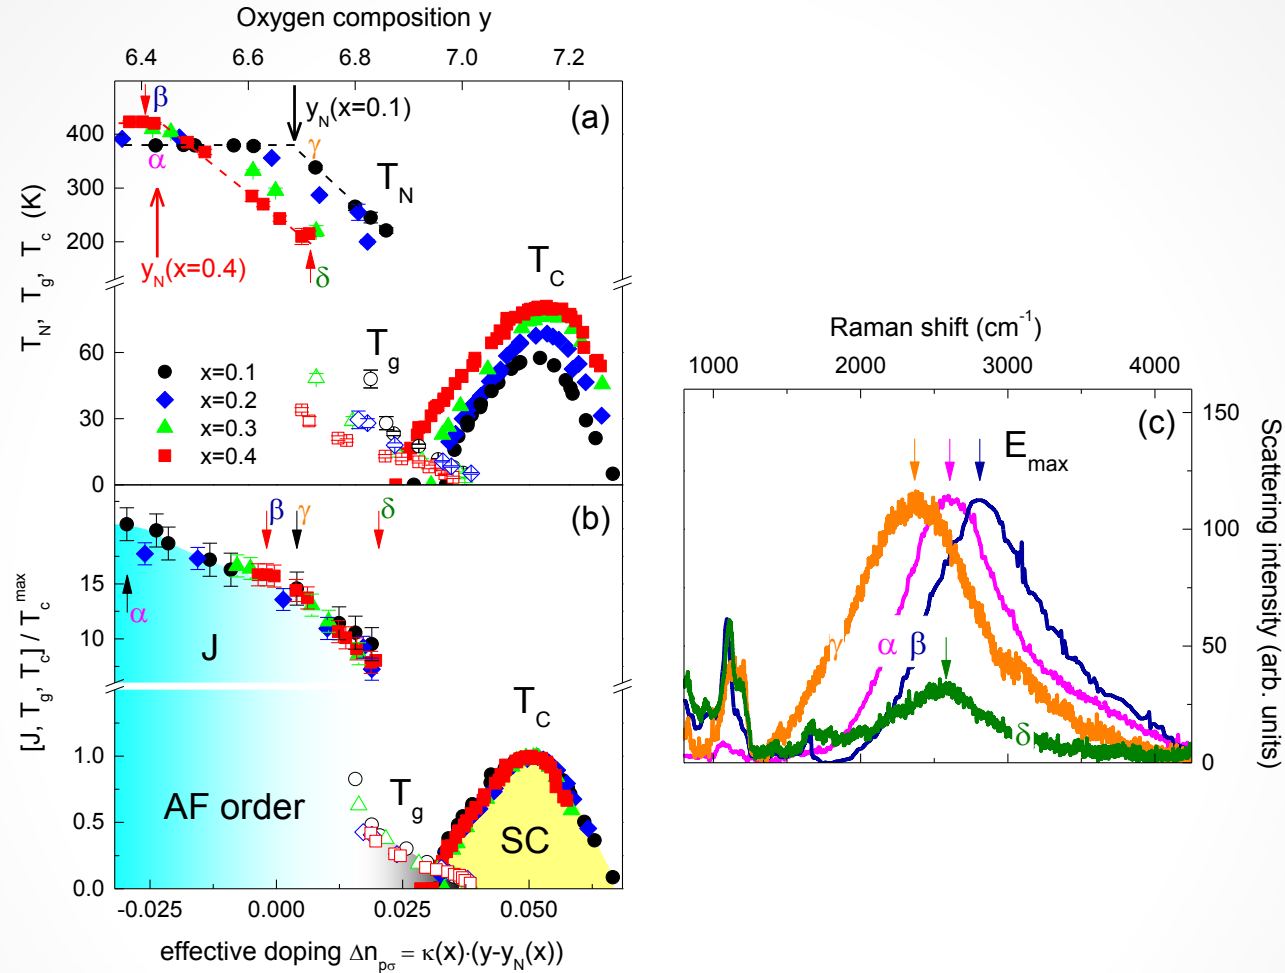 Oxygen composition y
6.4 6.6 6.8 7.0 7.2
β
y_N(x=0.1)
(a)
400
α
γ
T_N
300
200
y_N(x=0.4)
δ
T_C
T_N, T_g, T_c (K)
60
T_g
x=0.1
x=0.2
30
x=0.3
x=0.4
0
β γ δ
(b)
15
α
J
10
[J, T_g, T_c] / T_c^max
T_C
1.0
T_g
AF order
0.5
SC
0.0
-0.025 0.000 0.025 0.050
effective doping Δn_pσ = κ(x)·(y-y_N(x))
Raman shift (cm⁻¹)
1000 2000 3000 4000
150
(c)
E_max
100
γ α β
50
δ
0
Scattering intensity (arb. units)